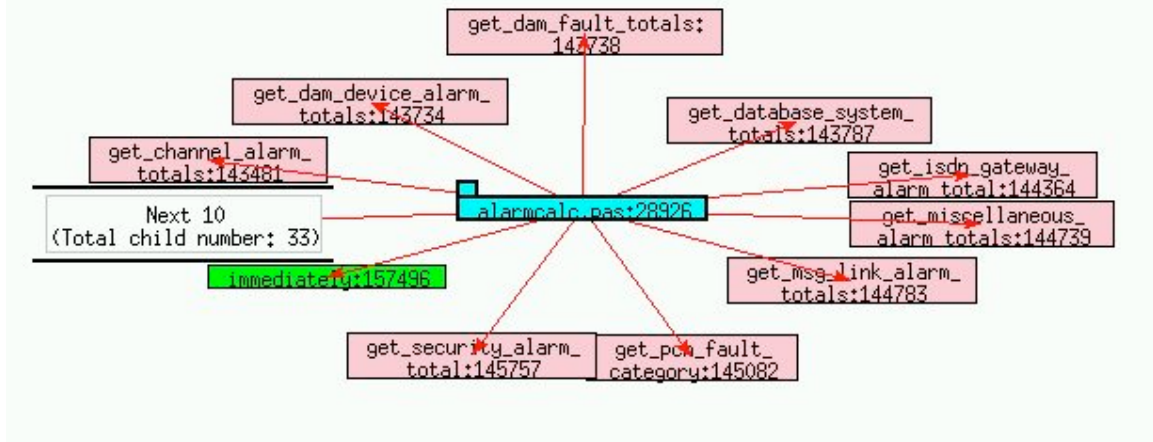 get_dam_fault_totals:
143738
get_dam_device_alarm_
totals:143734
get_database_system_
totals:143787
get_channel_alarm_
totals:143481
get_isdn_gateway_
alarm_total:144364
alarmcalc.pas:28926
Next 10
(Total child number: 33)
get_miscellaneous_
alarm_totals:144739
immediately:157496
get_msg_link_alarm_
totals:144783
get_security_alarm_
total:145757
get_pcm_fault_
category:145082